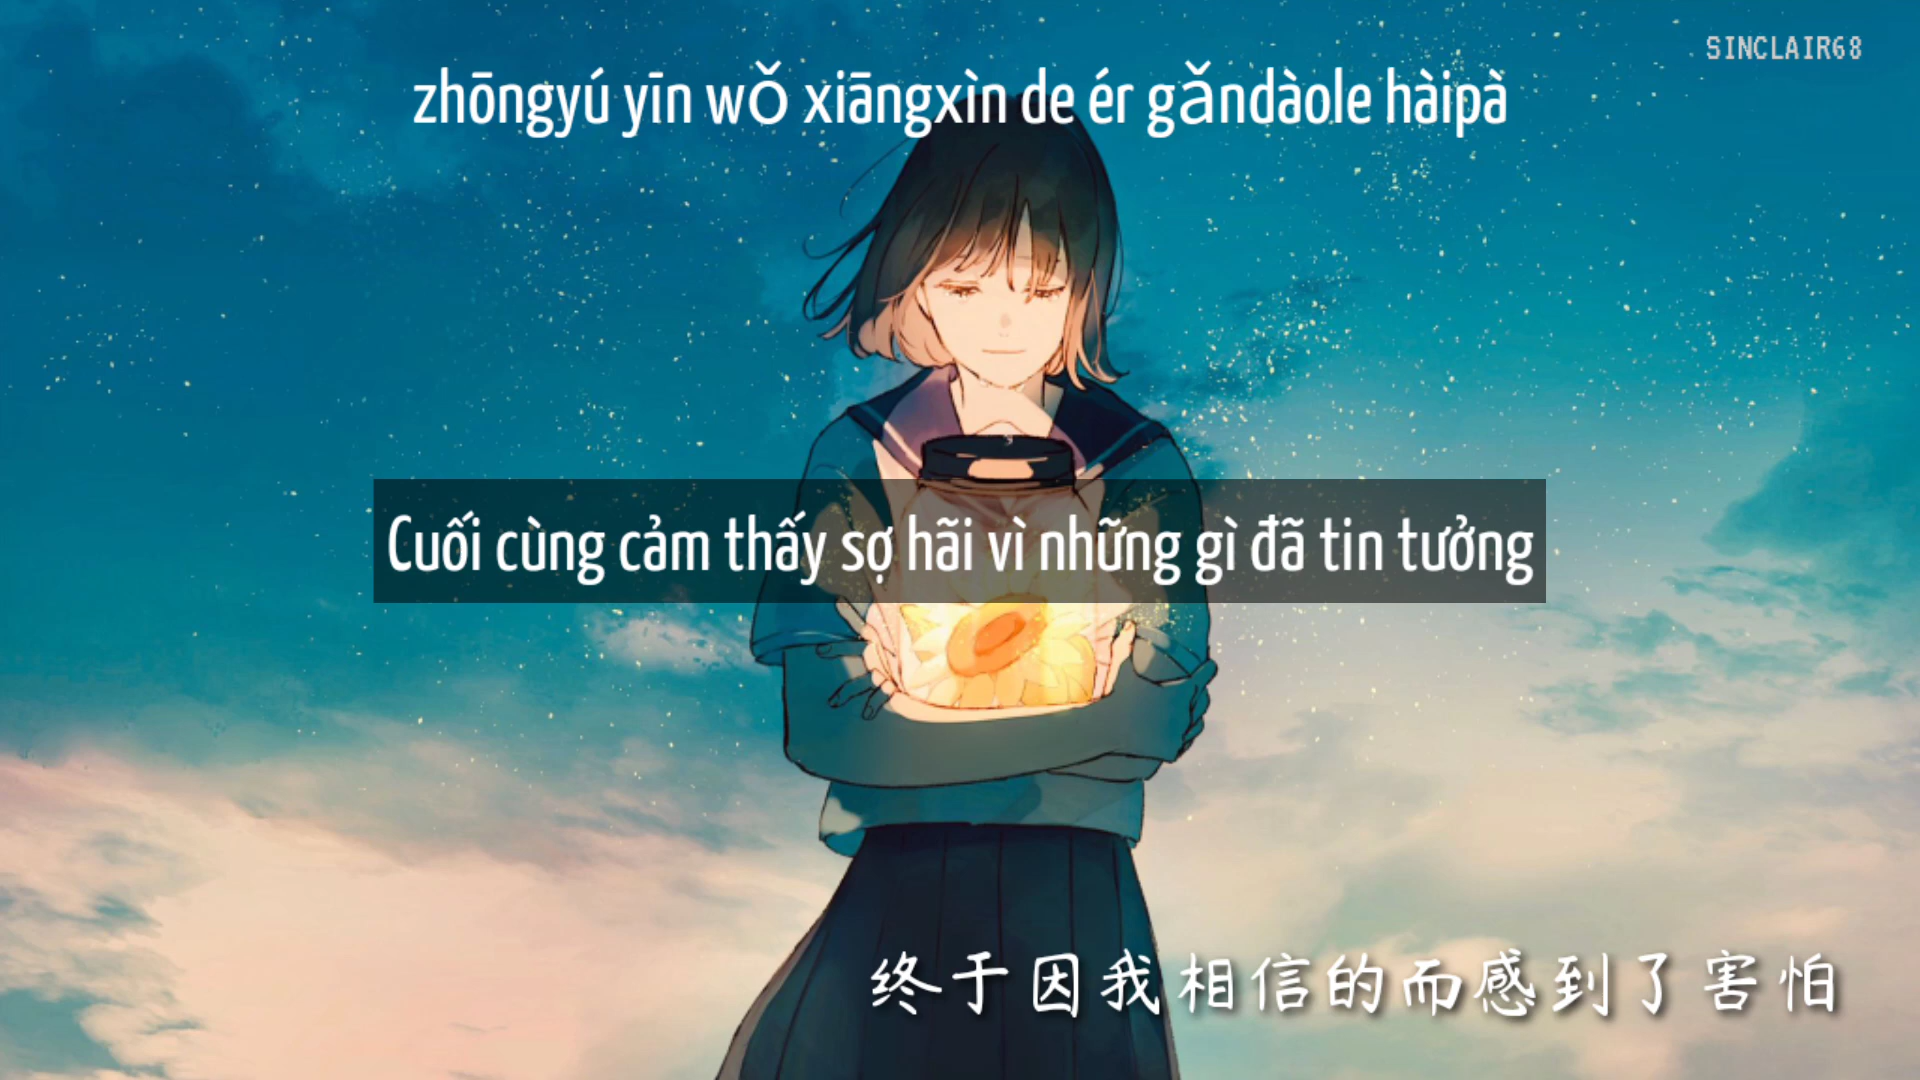 SINCLAIR68
zhōngyú yīn wǒ xiāngxìn de ér gǎndàole hàipà
Cuối cùng cảm thấy sợ hãi vì những gì đã tin tưởng
终于因我相信的而感到了害怕